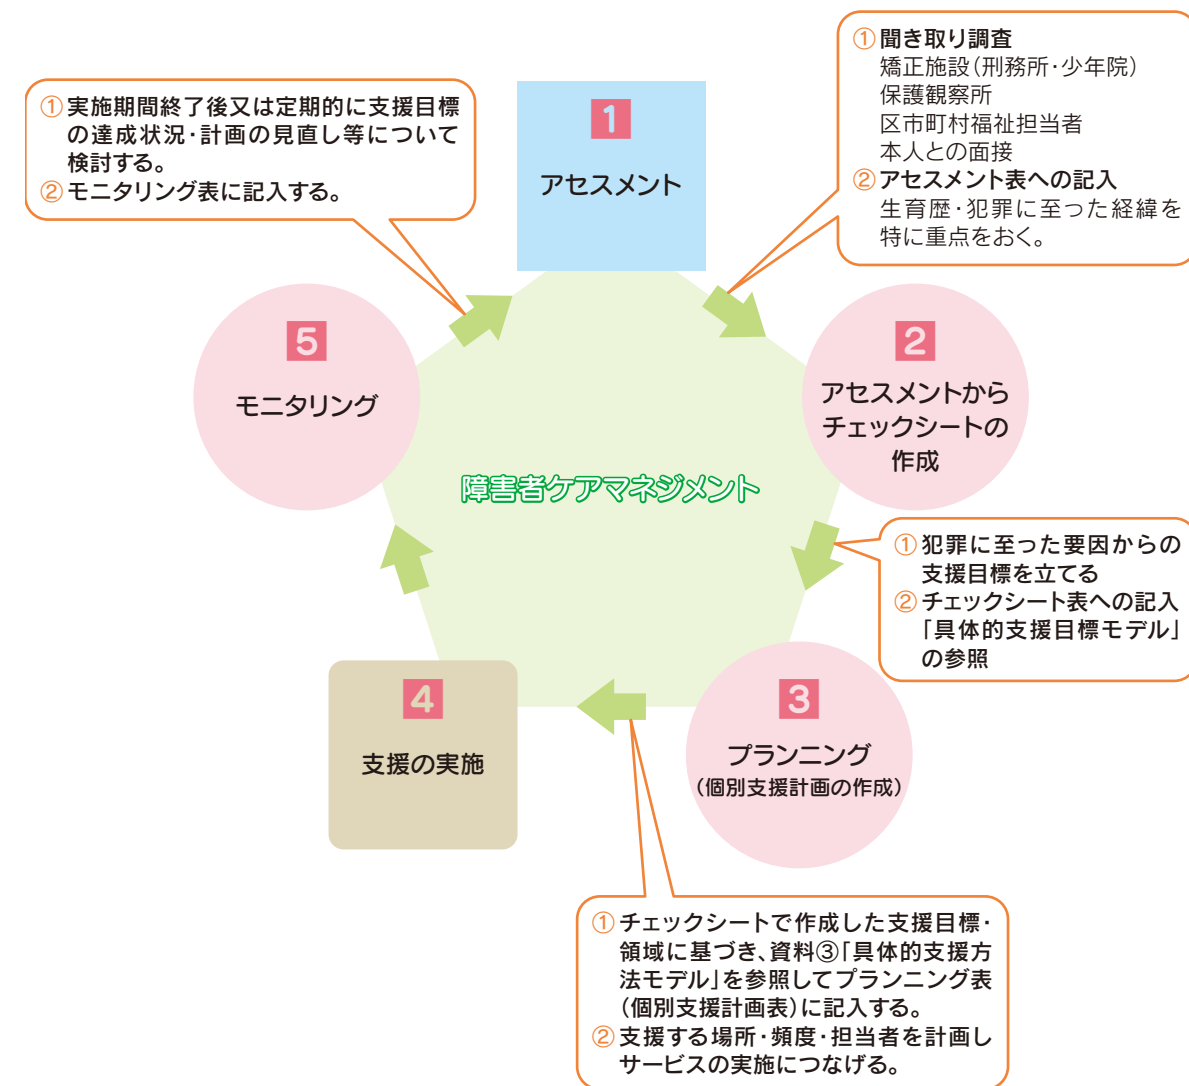 ① 聞き取り調査
矯正施設(刑務所・少年院)
保護観察所
区市町村福祉担当者
本人との面接
② アセスメント表への記入
生育歴・犯罪に至った経緯を
特に重点をおく。
① 実施期間終了後又は定期的に支援目標
の達成状況・計画の見直し等について
検討する。
② モニタリング表に記入する。
1
アセスメント
5
モニタリング
2
アセスメントから
チェックシートの
作成
障害者ケアマネジメント
① 犯罪に至った要因からの
支援目標を立てる
② チェックシート表への記入
「具体的支援目標モデル」
の参照
4
支援の実施
3
プランニング
(個別支援計画の作成)
① チェックシートで作成した支援目標・
領域に基づき、資料③「具体的支援方
法モデル」を参照してプランニング表
(個別支援計画表)に記入する。
② 支援する場所・頻度・担当者を計画し
サービスの実施につなげる。